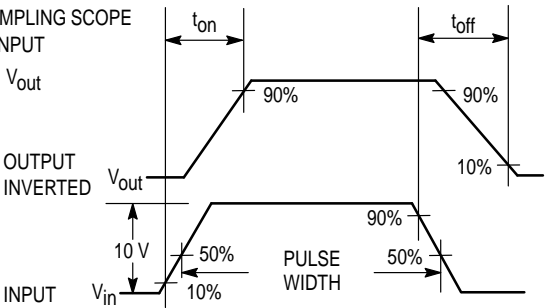 MPLING SCOPE
NPUT
Vout
ton
toff
90%
90%
10%
OUTPUT
INVERTED
Vout
10 V
50%
90%
50%
PULSE
WIDTH
INPUT
Vin
10%